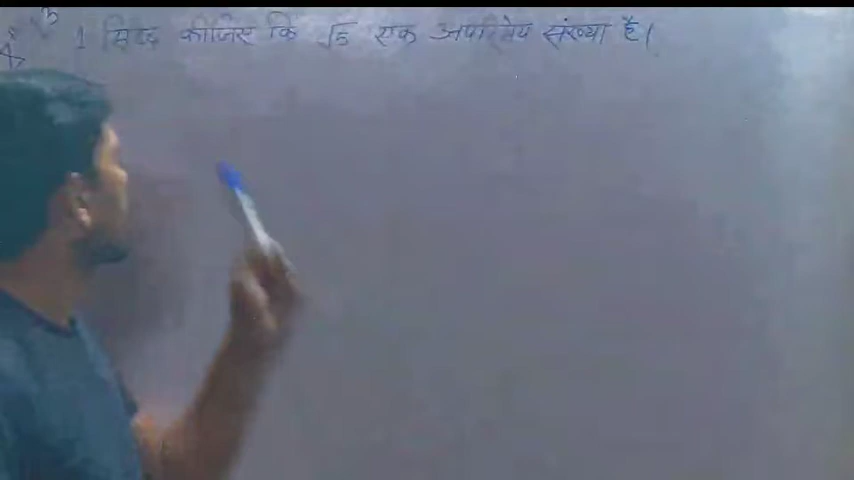 1 सिद्ध कीजिए कि √5 एक अपरिमेय संख्या है।